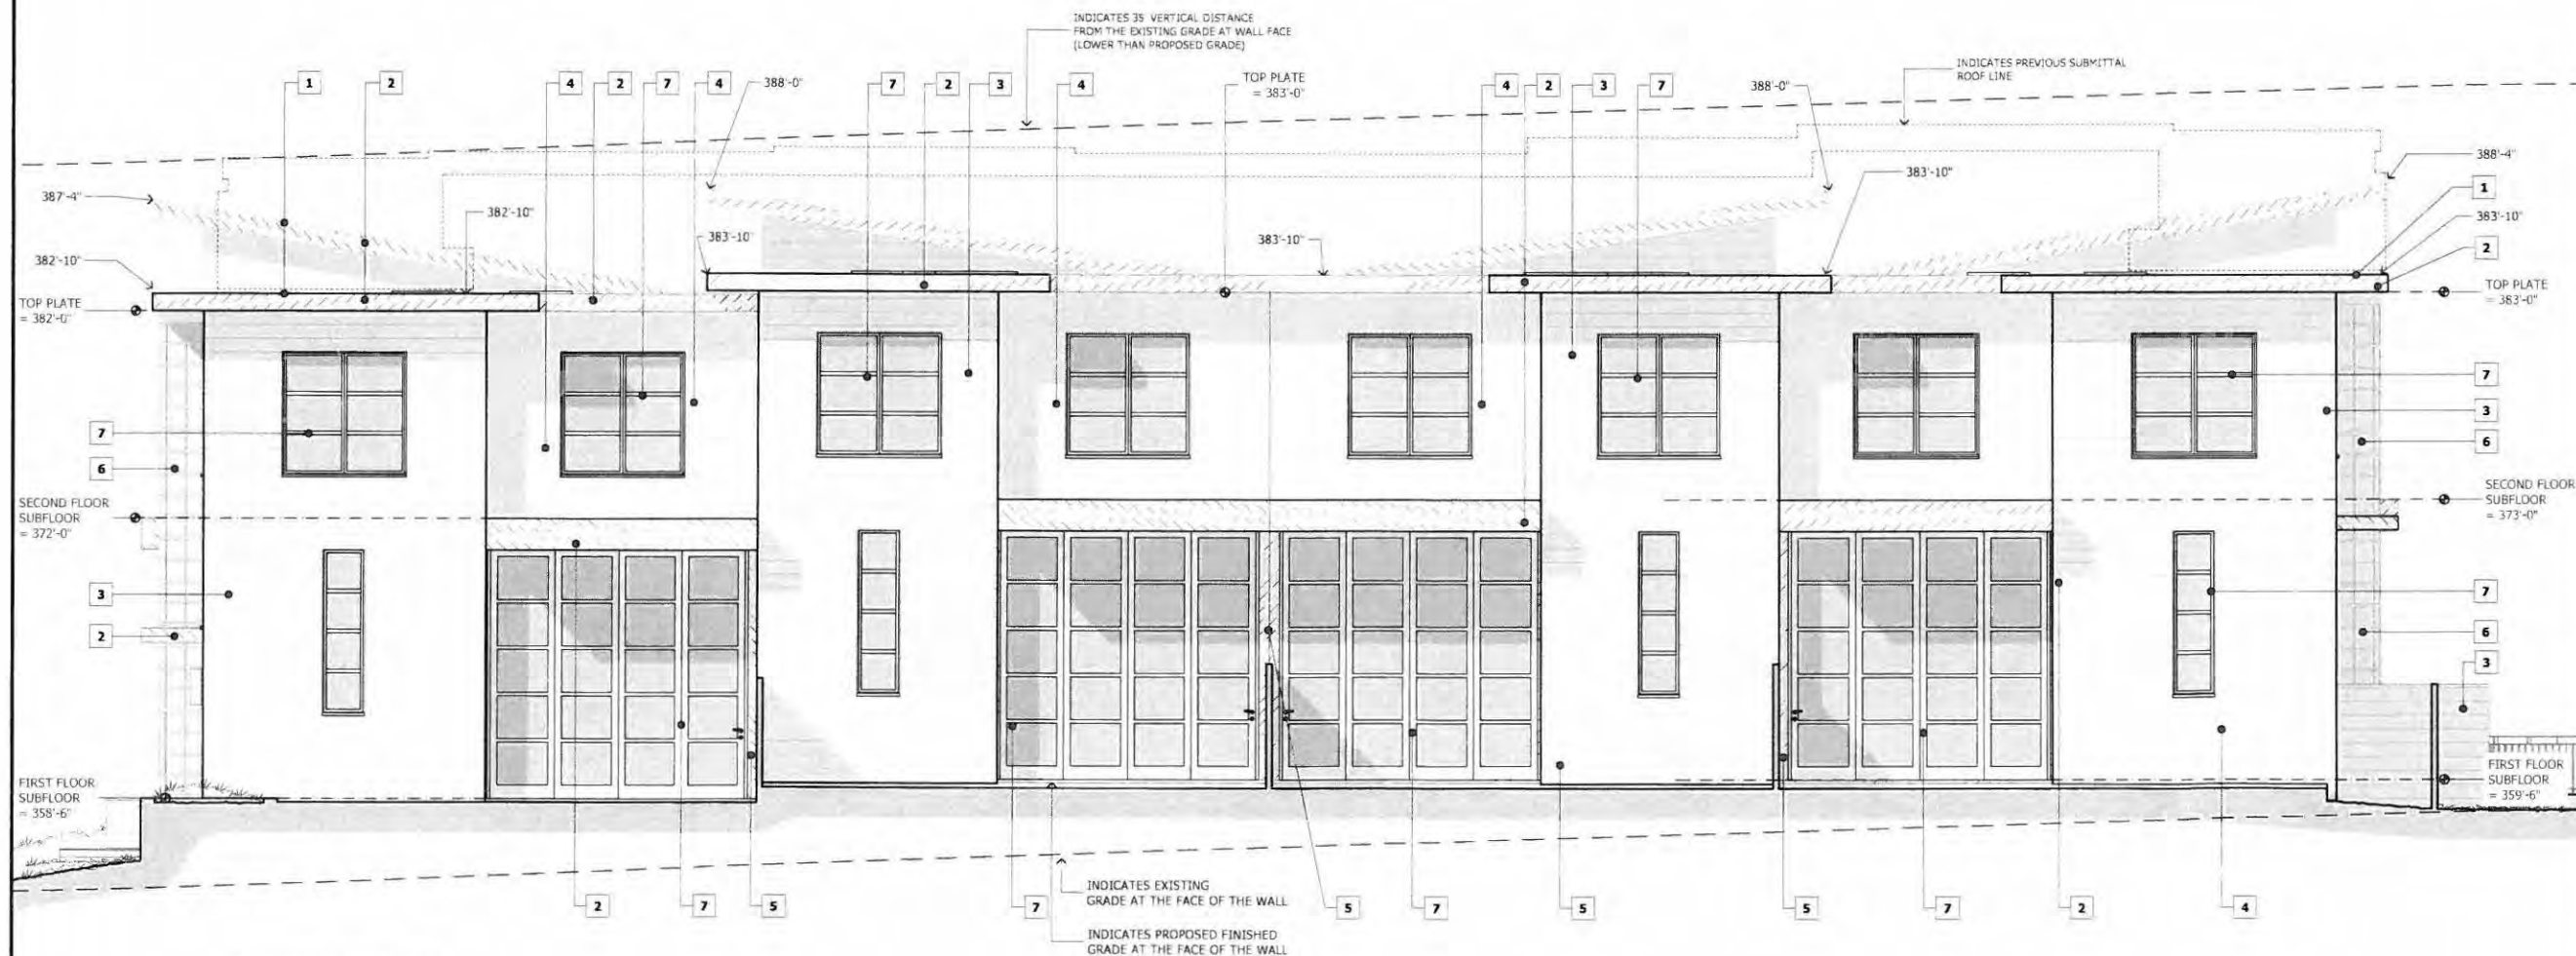 INDICATES 35' VERTICAL DISTANCE
FROM THE EXISTING GRADE AT WALL FACE
(LOWER THAN PROPOSED GRADE)
INDICATES PREVIOUS SUBMITTAL
ROOF LINE
1
2
4
2
7
4
388'-0"
7
2
3
4
TOP PLATE
= 383'-0"
4
2
3
7
388'-0"
388'-4"
383'-10"
1
383'-10"
2
387'-4"
382'-10"
383'-10"
383'-10"
382'-10"
TOP PLATE
= 382'-0"
TOP PLATE
= 383'-0"
7
6
7
3
6
SECOND FLOOR
SUBFLOOR
= 372'-0"
SECOND FLOOR
SUBFLOOR
= 373'-0"
3
2
7
6
3
FIRST FLOOR
SUBFLOOR
= 358'-6"
FIRST FLOOR
SUBFLOOR
= 359'-6"
2
7
5
7
INDICATES EXISTING
GRADE AT THE FACE OF THE WALL
INDICATES PROPOSED FINISHED
GRADE AT THE FACE OF THE WALL
5
7
5
5
7
2
4